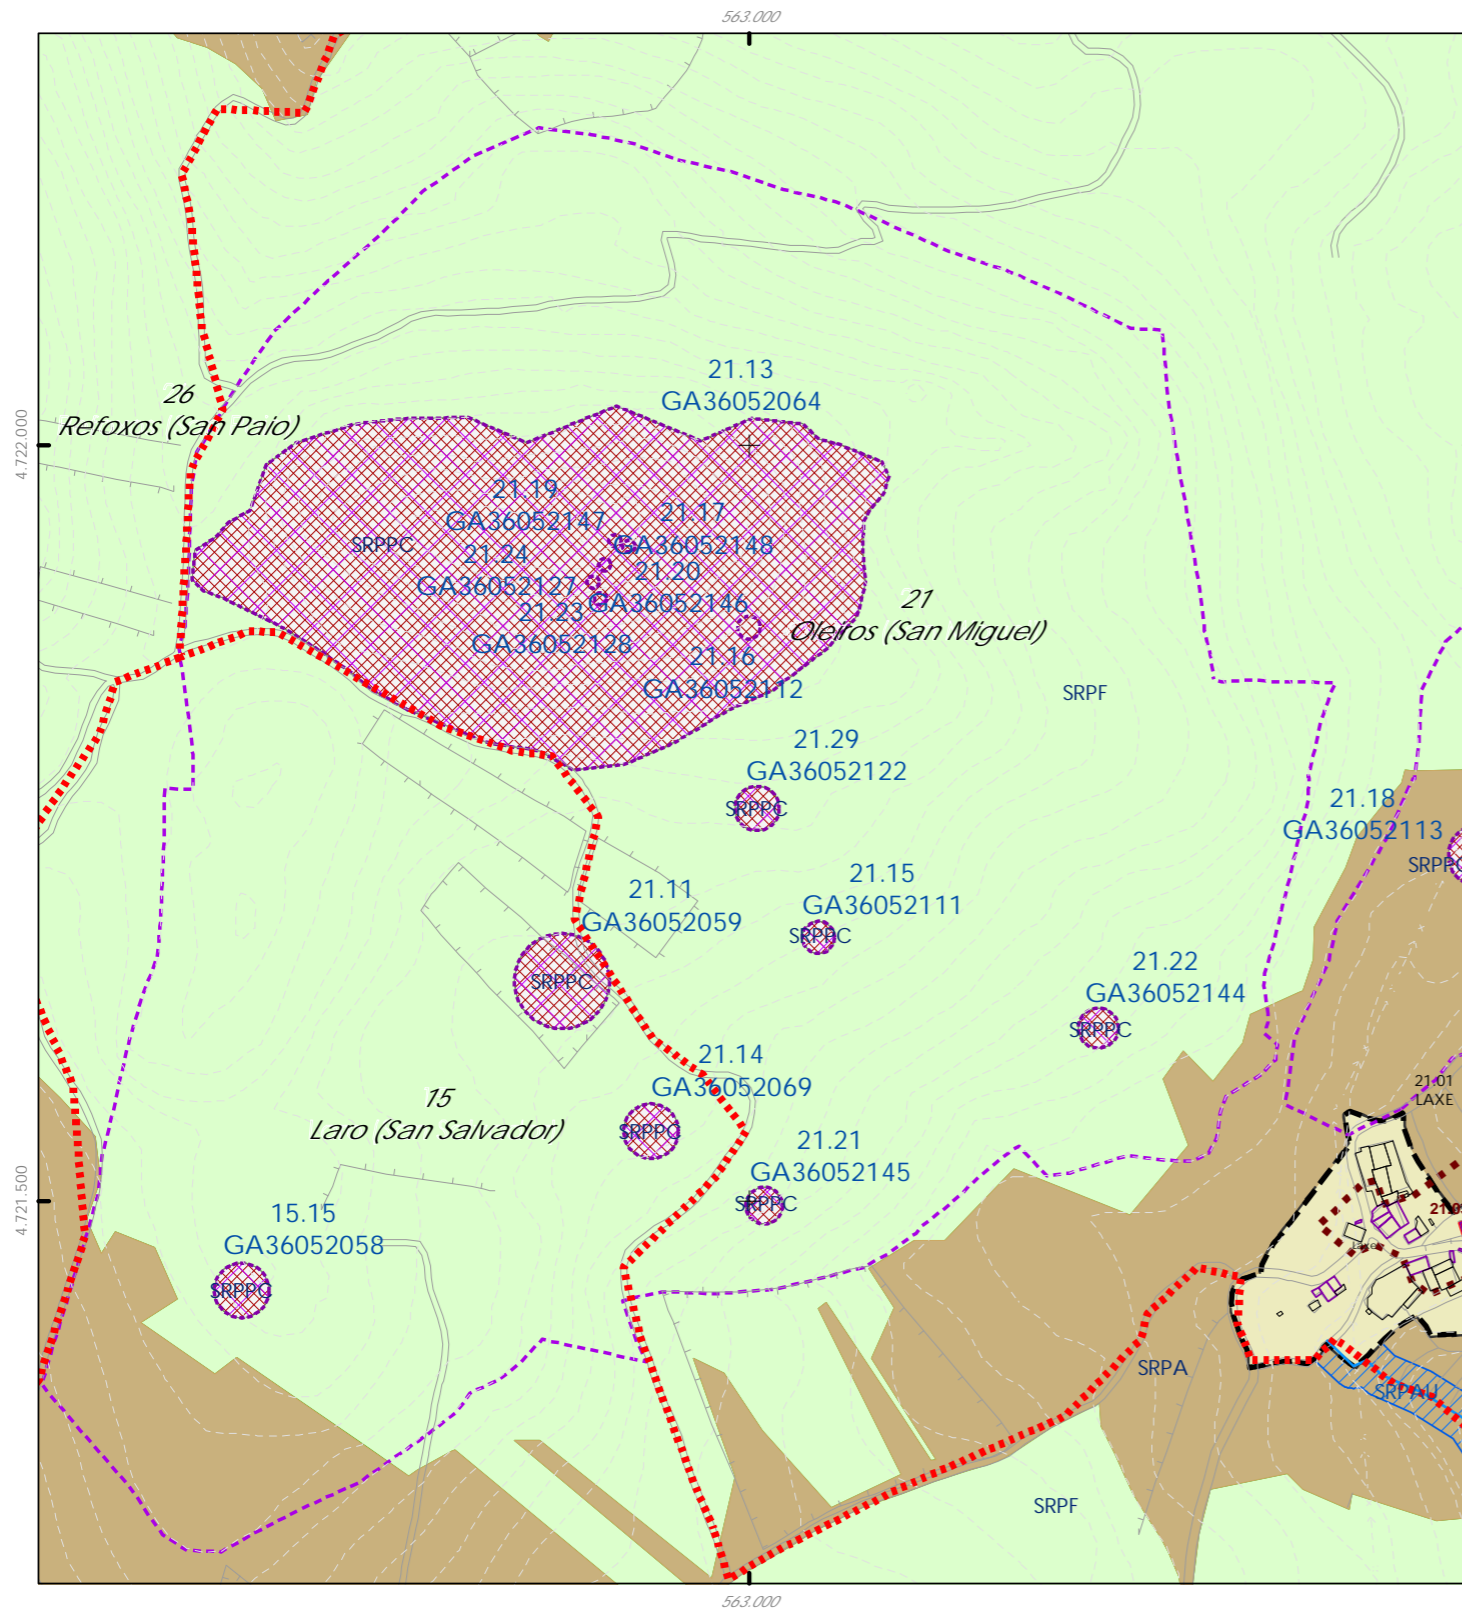 563.000
26
Refoxos (San Paio)
4.722.000
21.13
GA36052064
21.19
GA36052147
21.17
GA36052148
SRPPC
21.24
GA36052127
21.20
GA36052146
21.23
GA36052128
21
Oleiros (San Miguel)
21.16
GA36052112
SRPF
21.29
GA36052122
SRPPC
21.18
GA36052113
SRPPC
21.11
GA36052059
SRPPC
21.15
GA36052111
SRPPC
21.22
GA36052144
SRPPC
21.14
GA36052069
SRPPC
21.01
LAXE
15
Laro (San Salvador)
21.21
GA36052145
SRPPC
4.721.500
15.15
GA36052058
SRPPC
Laxe
SRPA
SRPAU
SRPF
563.000